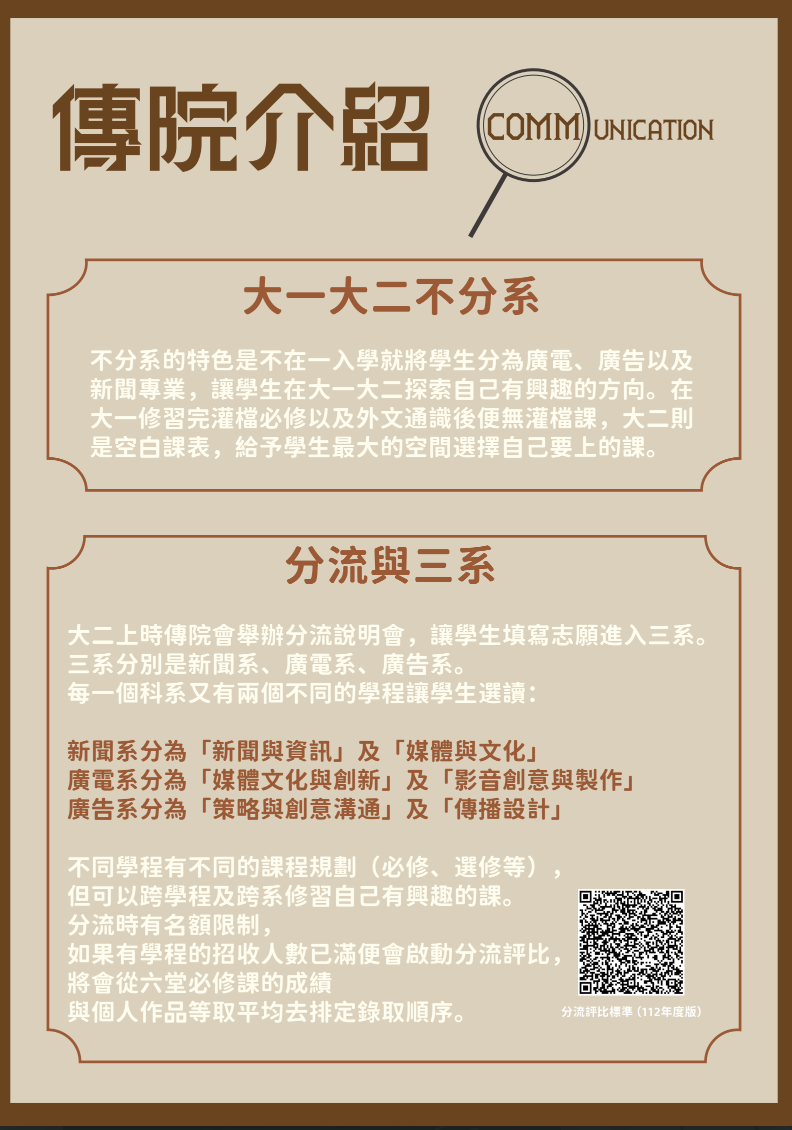 傳院介紹
COMMUNICATION
大一大二不分系
不分系的特色是不在一入學就將學生分為廣電、廣告以及
新聞專業，讓學生在大一大二探索自己有興趣的方向。在
大一修習完灌檔必修以及外文通識後便無灌檔課，大二則
是空白課表，給予學生最大的空間選擇自己要上的課。
分流與三系
大二上時傳院會舉辦分流說明會，讓學生填寫志願進入三系。
三系分別是新聞系、廣電系、廣告系。
每一個科系又有兩個不同的學程讓學生選讀：
新聞系分為「新聞與資訊」及「媒體與文化」
廣電系分為「媒體文化與創新」及「影音創意與製作」
廣告系分為「策略與創意溝通」及「傳播設計」
不同學程有不同的課程規劃（必修、選修等），
但可以跨學程及跨系修習自己有興趣的課。
分流時有名額限制，
如果有學程的招收人數已滿便會啟動分流評比，
將會從六堂必修課的成績
與個人作品等取平均去排定錄取順序。
分流評比標準（112年度版）